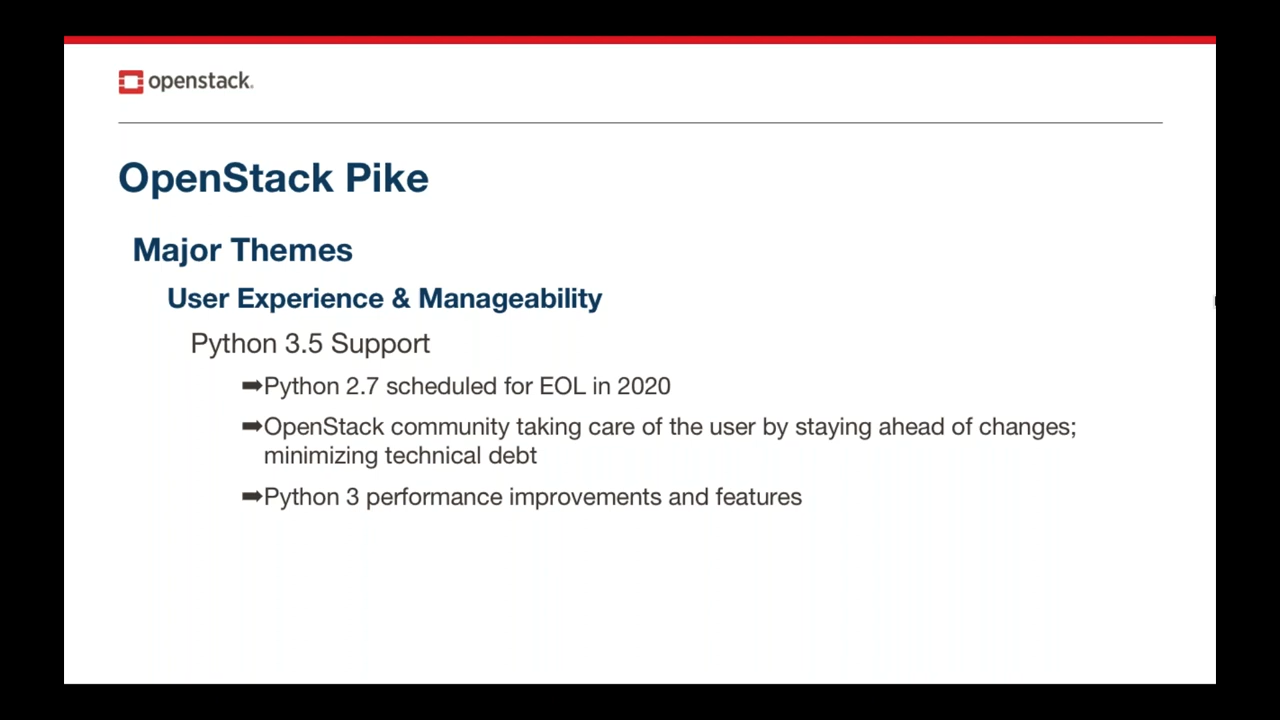 openstack.
OpenStack Pike
Major Themes
User Experience & Manageability
Python 3.5 Support
➡Python 2.7 scheduled for EOL in 2020
➡OpenStack community taking care of the user by staying ahead of changes;
minimizing technical debt
➡Python 3 performance improvements and features